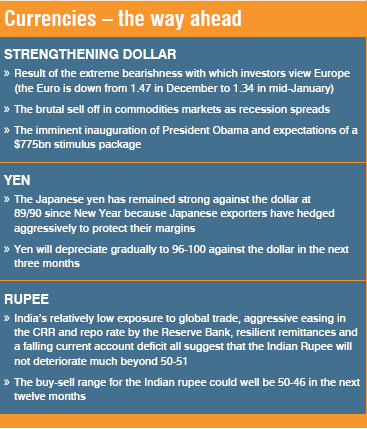 Currencies – the way ahead
STRENGTHENING DOLLAR
» Result of the extreme bearishness with which investors view Europe
(the Euro is down from 1.47 in December to 1.34 in mid-January)
» The brutal sell off in commodities markets as recession spreads
» The imminent inauguration of President Obama and expectations of a
$775bn stimulus package
YEN
» The Japanese yen has remained strong against the dollar at
89/90 since New Year because Japanese exporters have hedged
aggressively to protect their margins
» Yen will depreciate gradually to 96-100 against the dollar in the next
three months
RUPEE
» India's relatively low exposure to global trade, aggressive easing in
the CRR and repo rate by the Reserve Bank, resilient remittances and
a falling current account deficit all suggest that the Indian Rupee will
not deteriorate much beyond 50-51
» The buy-sell range for the Indian rupee could well be 50-46 in the next
twelve months